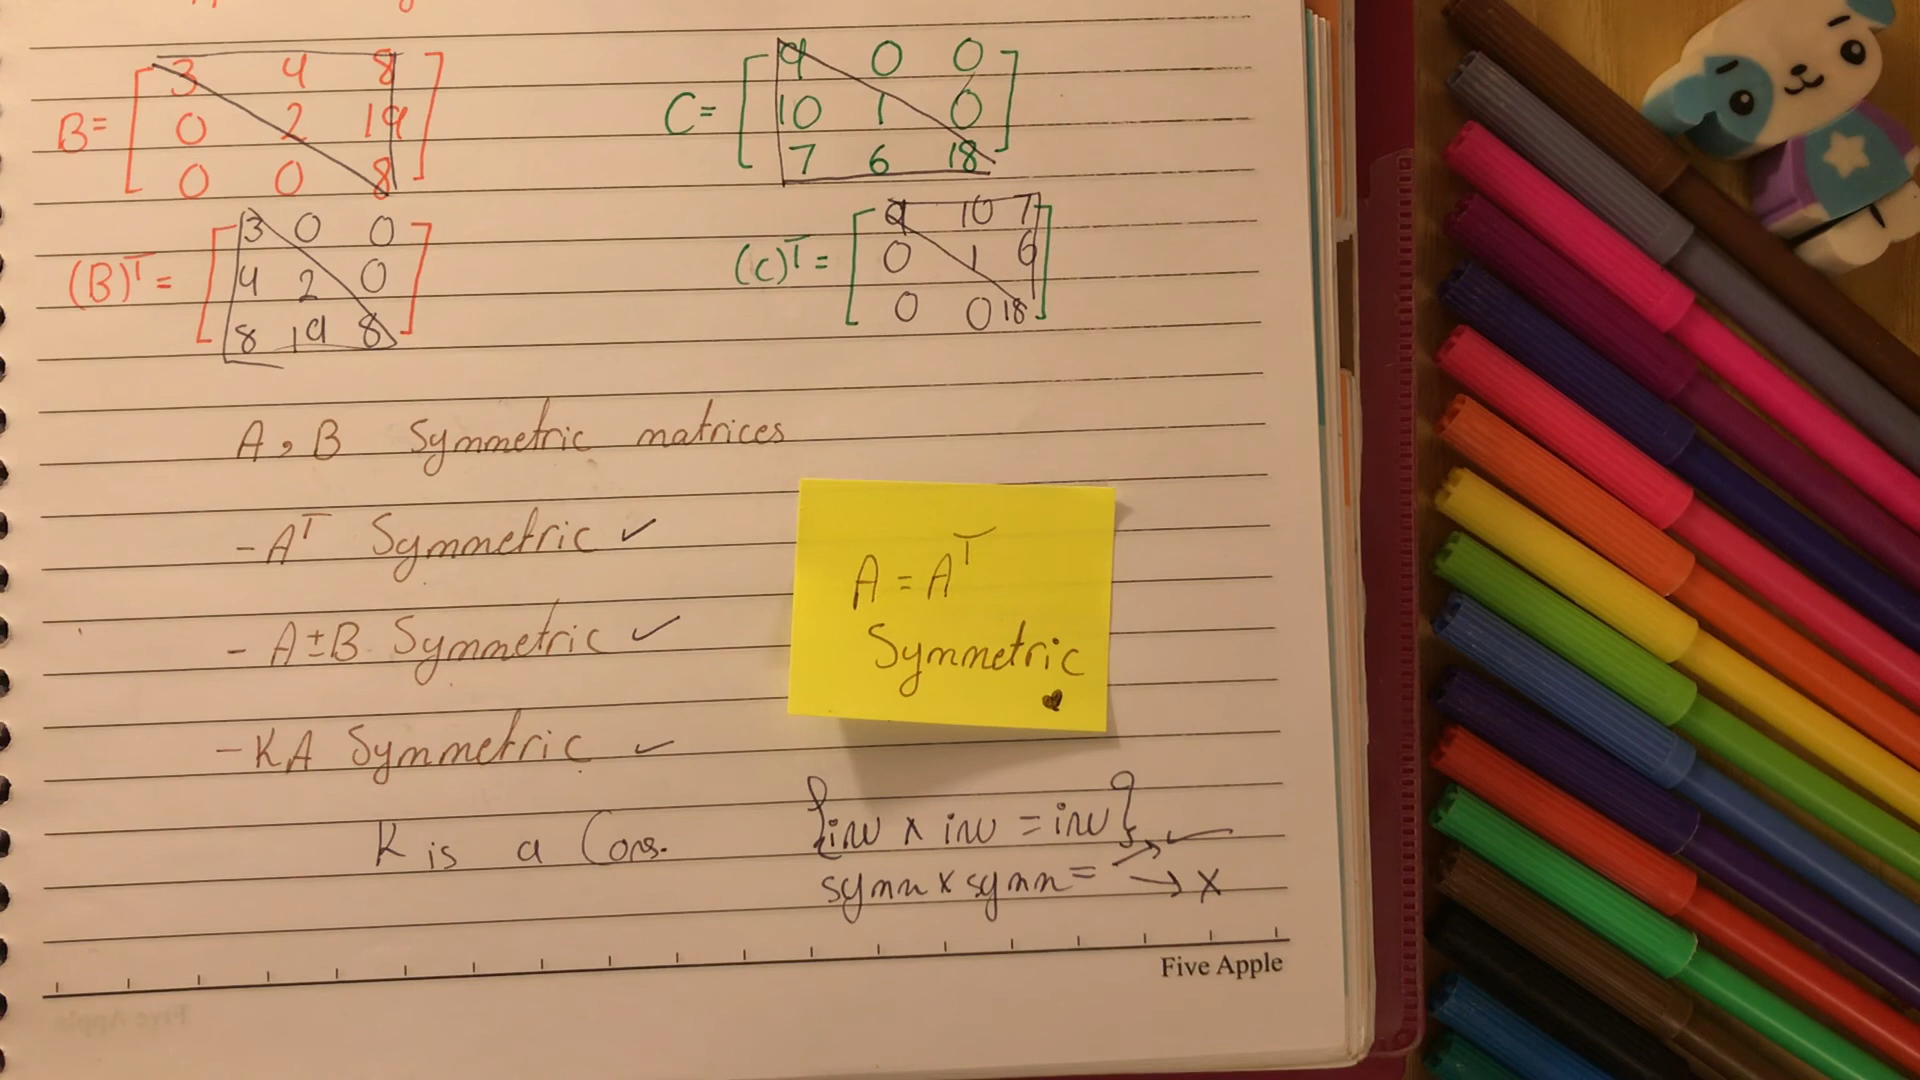 B = [ 3 4 8
0 2 19
0 0 8 ]
C = [ 9 0 0
10 1 0
7 6 18 ]
(B)ᵀ = [ 3 0 0
4 2 0
8 19 8 ]
(C)ᵀ = [ 9 10 7
0 1 6
0 0 18 ]
A, B Symmetric matrices
- Aᵀ Symmetric ✓
- A±B Symmetric ✓
A = Aᵀ
Symmetric
- KA Symmetric ✓
K is a Cons.
{inv x inv = inv}
symm x symm = → ✓
→ x
Five Apple